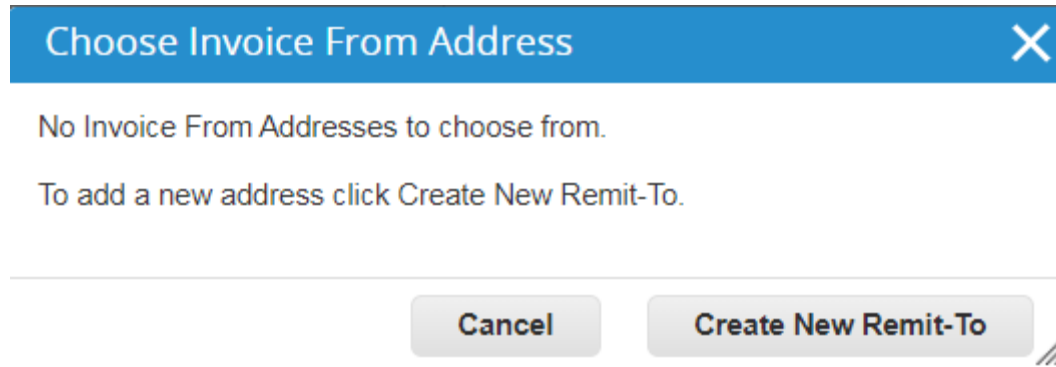 Choose Invoice From Address
No Invoice From Addresses to choose from.
To add a new address click Create New Remit-To.
Cancel
Create New Remit-To